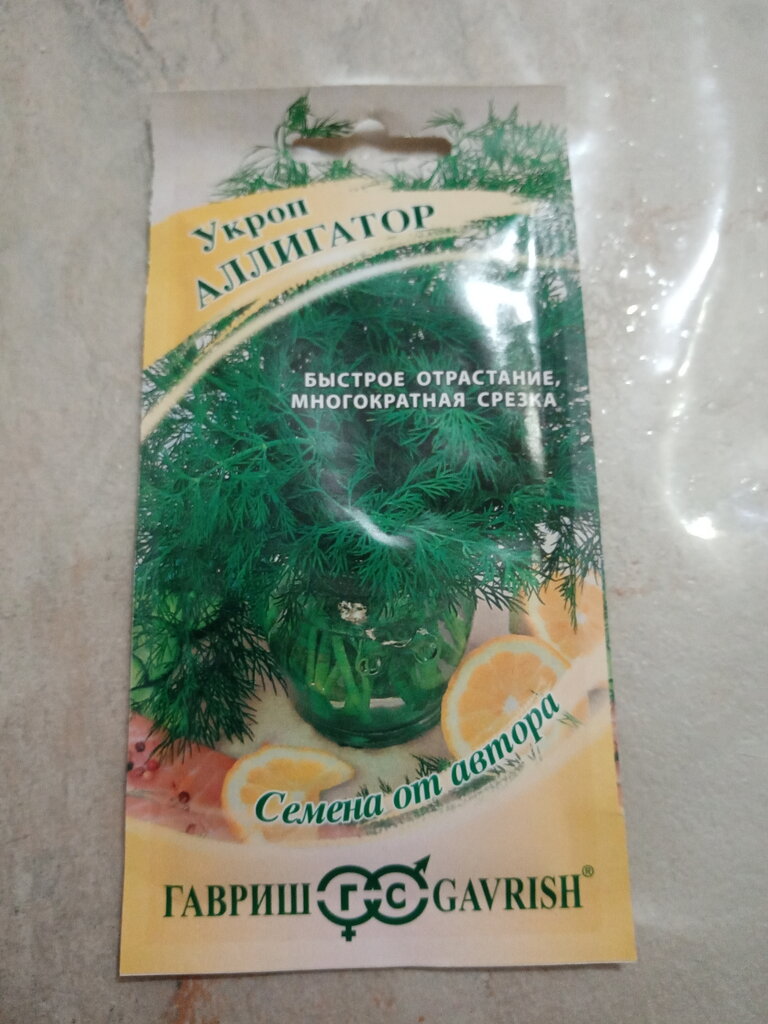 Укроп
АЛЛИГАТОР
БЫСТРОЕ ОТРАСТАНИЕ,
МНОГОКРАТНАЯ СРЕЗКА
Семена от автора
ГАВРИШ ГС GAVRISH®